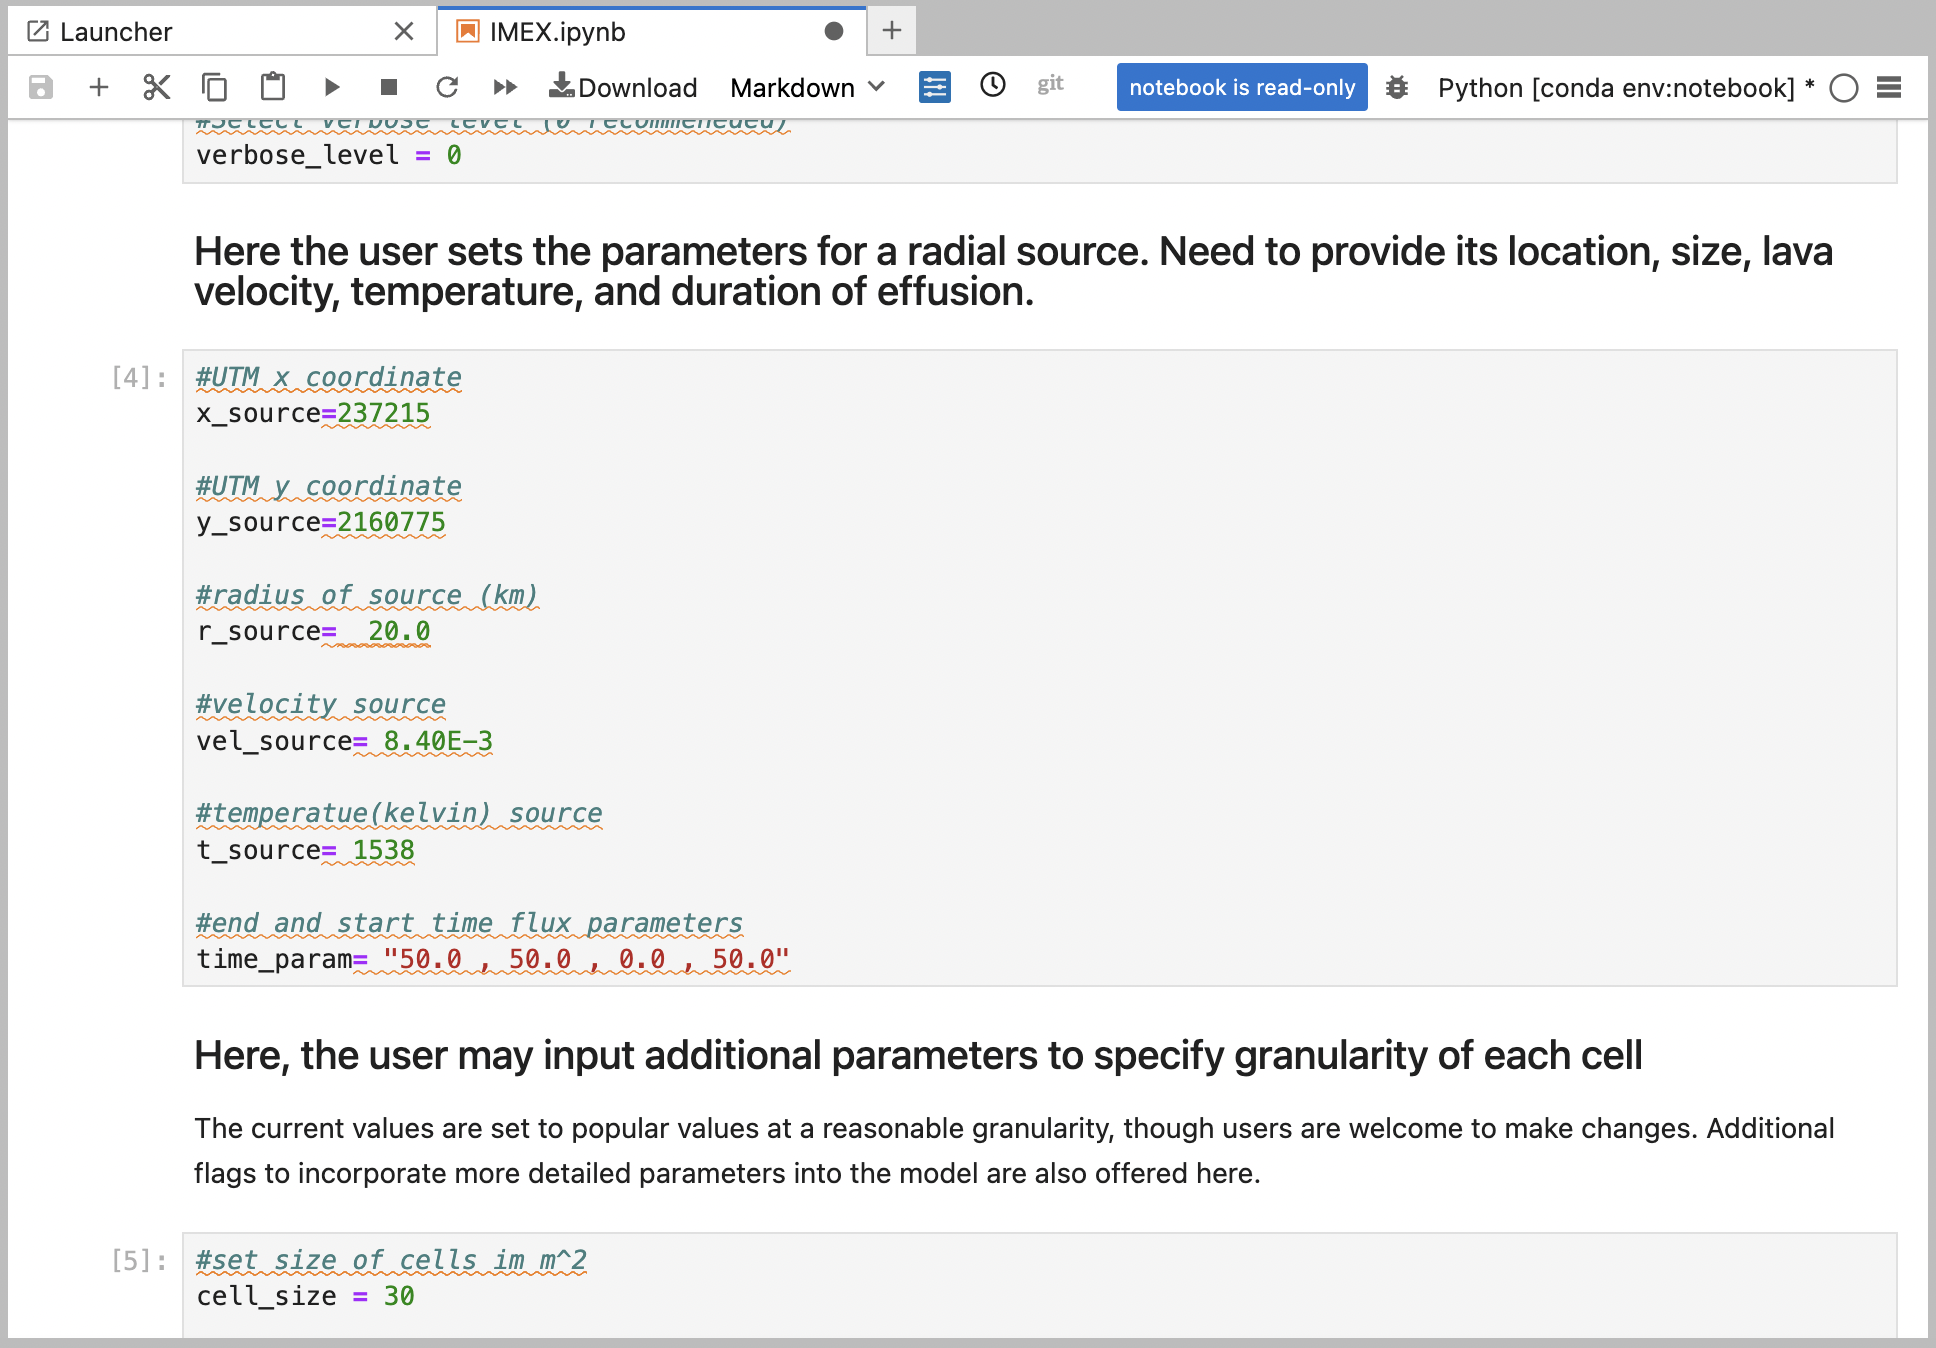 Launcher
IMEX.ipynb
Download Markdown git notebook is read-only Python [conda env:notebook] *
#Select verbose level (0 recommeneded)
verbose_level = 0
Here the user sets the parameters for a radial source. Need to provide its location, size, lava
velocity, temperature, and duration of effusion.
[4]:
#UTM x coordinate
x_source=237215
#UTM y coordinate
y_source=2160775
#radius of source (km)
r_source=  20.0
#velocity source
vel_source= 8.40E-3
#temperatue(kelvin) source
t_source= 1538
#end and start time flux parameters
time_param= "50.0 , 50.0 , 0.0 , 50.0"
Here, the user may input additional parameters to specify granularity of each cell
The current values are set to popular values at a reasonable granularity, though users are welcome to make changes. Additional
flags to incorporate more detailed parameters into the model are also offered here.
[5]:
#set size of cells im m^2
cell_size = 30